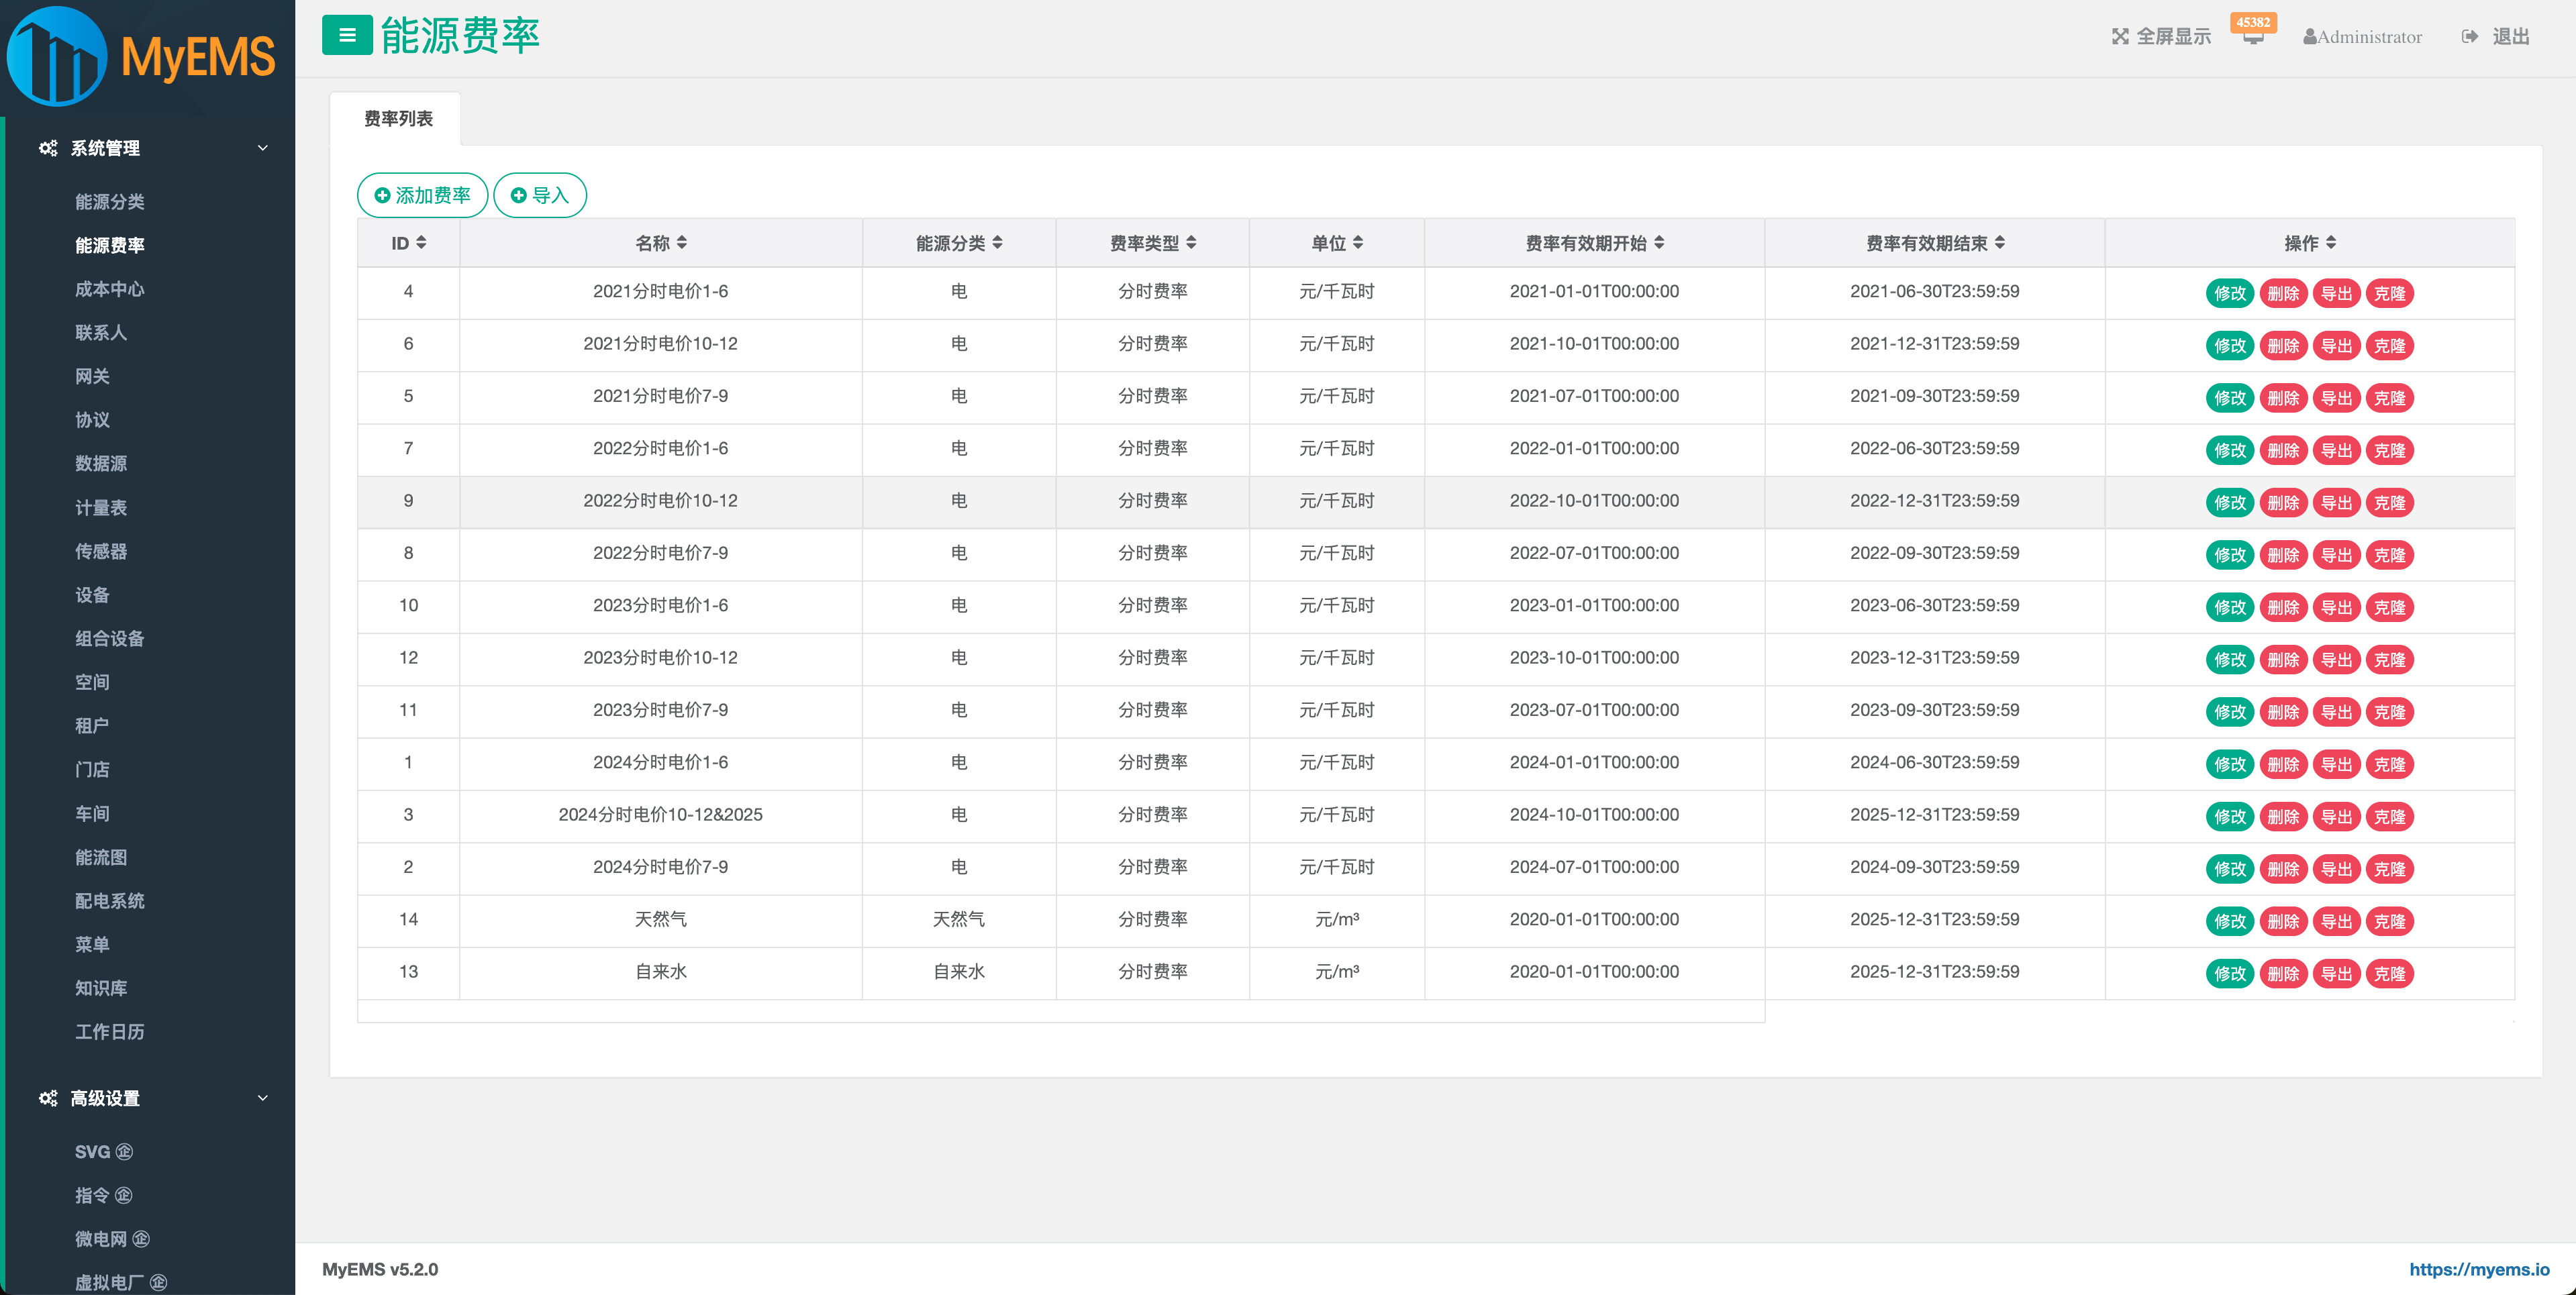 MyEMS
能源费率
全屏显示
45382
Administrator
退出
系统管理
能源分类
能源费率
成本中心
联系人
网关
协议
数据源
计量表
传感器
设备
组合设备
空间
租户
门店
车间
能流图
配电系统
菜单
知识库
工作日历
高级设置
SVG ㊭
指令 ㊭
微电网 ㊭
虚拟电厂 ㊭
费率列表
添加费率 导入
ID 名称 能源分类 费率类型 单位 费率有效期开始 费率有效期结束 操作
4 2021分时电价1-6 电 分时费率 元/千瓦时 2021-01-01T00:00:00 2021-06-30T23:59:59 修改 删除 导出 克隆
6 2021分时电价10-12 电 分时费率 元/千瓦时 2021-10-01T00:00:00 2021-12-31T23:59:59 修改 删除 导出 克隆
5 2021分时电价7-9 电 分时费率 元/千瓦时 2021-07-01T00:00:00 2021-09-30T23:59:59 修改 删除 导出 克隆
7 2022分时电价1-6 电 分时费率 元/千瓦时 2022-01-01T00:00:00 2022-06-30T23:59:59 修改 删除 导出 克隆
9 2022分时电价10-12 电 分时费率 元/千瓦时 2022-10-01T00:00:00 2022-12-31T23:59:59 修改 删除 导出 克隆
8 2022分时电价7-9 电 分时费率 元/千瓦时 2022-07-01T00:00:00 2022-09-30T23:59:59 修改 删除 导出 克隆
10 2023分时电价1-6 电 分时费率 元/千瓦时 2023-01-01T00:00:00 2023-06-30T23:59:59 修改 删除 导出 克隆
12 2023分时电价10-12 电 分时费率 元/千瓦时 2023-10-01T00:00:00 2023-12-31T23:59:59 修改 删除 导出 克隆
11 2023分时电价7-9 电 分时费率 元/千瓦时 2023-07-01T00:00:00 2023-09-30T23:59:59 修改 删除 导出 克隆
1 2024分时电价1-6 电 分时费率 元/千瓦时 2024-01-01T00:00:00 2024-06-30T23:59:59 修改 删除 导出 克隆
3 2024分时电价10-12&2025 电 分时费率 元/千瓦时 2024-10-01T00:00:00 2025-12-31T23:59:59 修改 删除 导出 克隆
2 2024分时电价7-9 电 分时费率 元/千瓦时 2024-07-01T00:00:00 2024-09-30T23:59:59 修改 删除 导出 克隆
14 天然气 天然气 分时费率 元/m³ 2020-01-01T00:00:00 2025-12-31T23:59:59 修改 删除 导出 克隆
13 自来水 自来水 分时费率 元/m³ 2020-01-01T00:00:00 2025-12-31T23:59:59 修改 删除 导出 克隆
MyEMS v5.2.0
https://myems.io